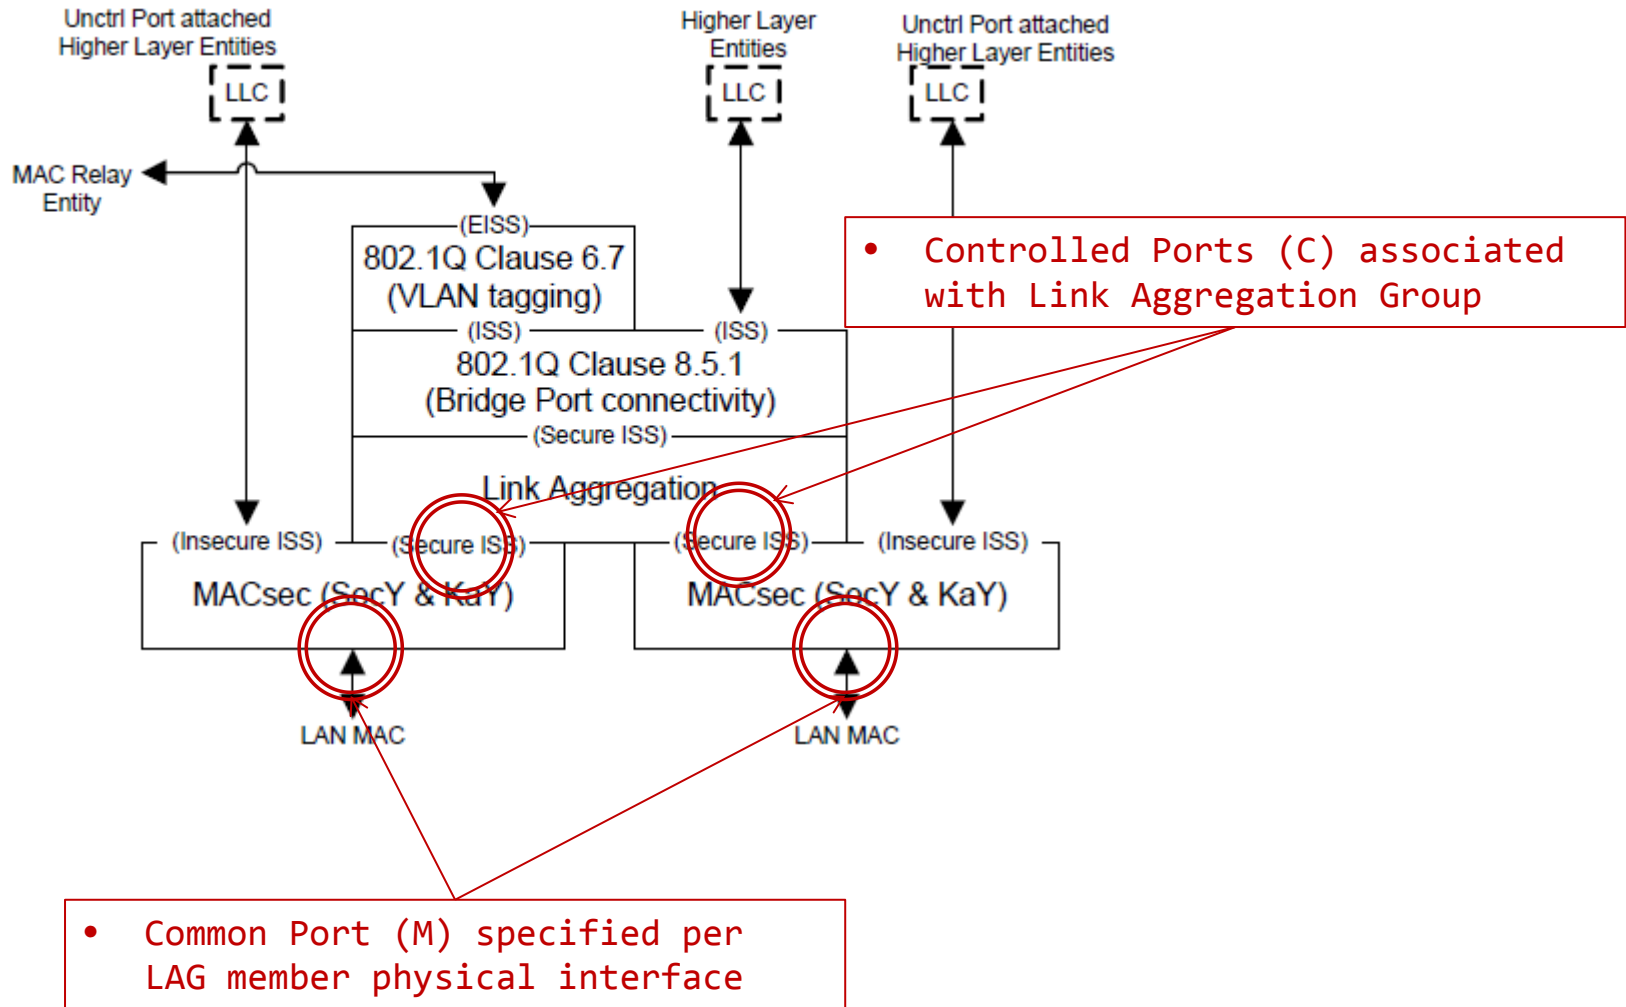 Unctrl Port attached
Higher Layer Entities
LLC
Higher Layer
Entities
LLC
Unctrl Port attached
Higher Layer Entities
LLC
MAC Relay
Entity
(EISS)
802.1Q Clause 6.7
(VLAN tagging)
(ISS)
(ISS)
802.1Q Clause 8.5.1
(Bridge Port connectivity)
(Secure ISS)
Link Aggregation
• Controlled Ports (C) associated
with Link Aggregation Group
(Insecure ISS)
(Secure ISS)
(Secure ISS)
(Insecure ISS)
MACsec (SecY & KaY)
MACsec (SecY & KaY)
LAN MAC
LAN MAC
• Common Port (M) specified per
LAG member physical interface